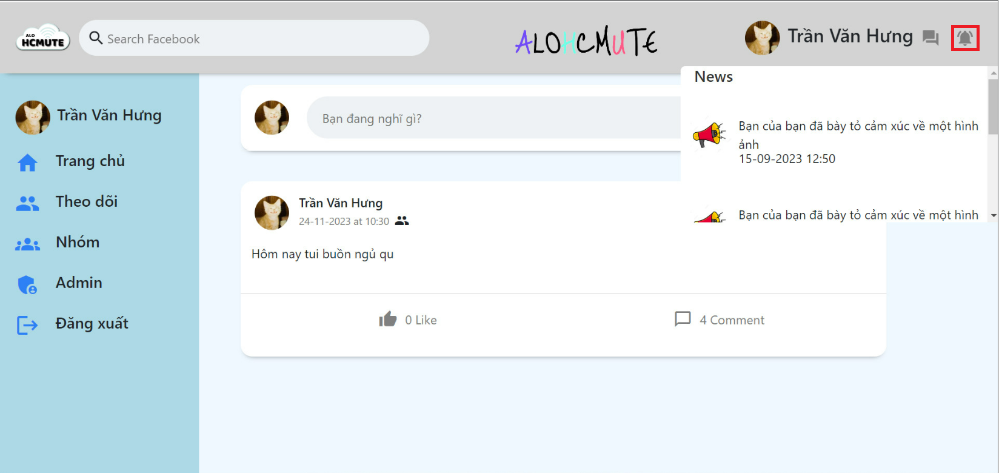 ALO
HCMUTE
Search Facebook
ALOHCMUTE
Trần Văn Hưng
News
Bạn của bạn đã bày tỏ cảm xúc về một hình
ảnh
15-09-2023 12:50
Bạn của bạn đã bày tỏ cảm xúc về một hình
Trần Văn Hưng
Trang chủ
Theo dõi
Nhóm
Admin
Đăng xuất
Bạn đang nghĩ gì?
Trần Văn Hưng
24-11-2023 at 10:30
Hôm nay tui buồn ngủ qu
0 Like
4 Comment